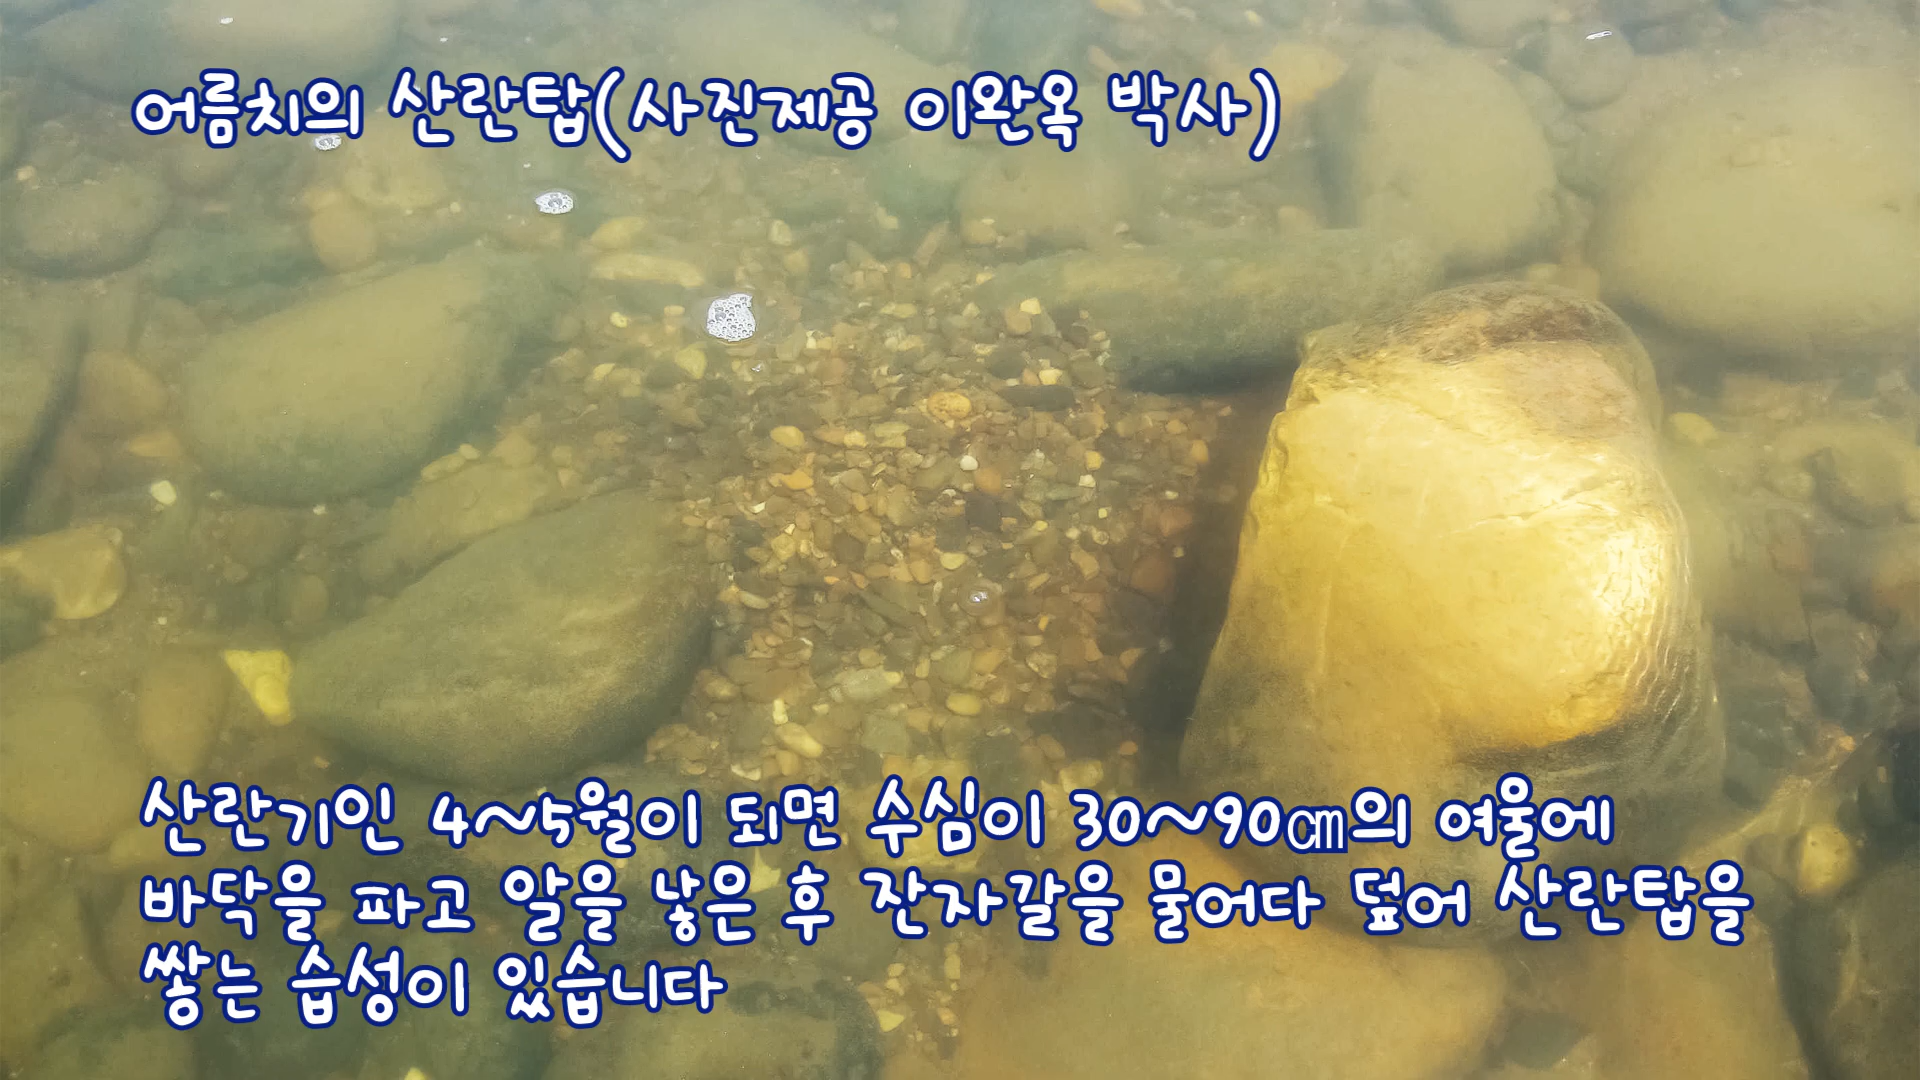 어름치의 산란탑(사진제공 이완옥 박사)
산란기인 4~5월이 되면 수심이 30~90㎝의 여울에
바닥을 파고 알을 낳은 후 잔자갈을 물어다 덮어 산란탑을
쌓는 습성이 있습니다